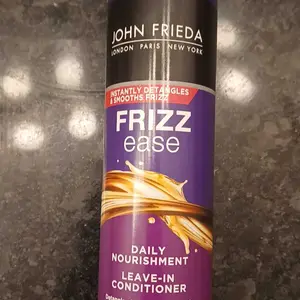 JOHN FRIEDA
LONDON PARIS NEW YORK
INSTANTLY DETANGLES
& SMOOTHS FRIZZ
FRIZZ
ease
DAILY
NOURISHMENT
LEAVE-IN
CONDITIONER